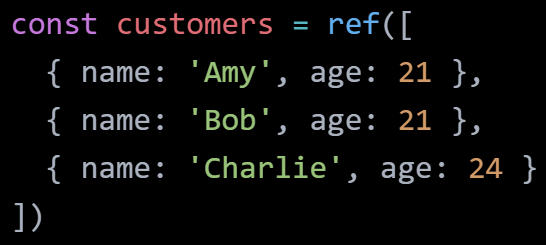 const customers = ref([
  { name: 'Amy', age: 21 },
  { name: 'Bob', age: 21 },
  { name: 'Charlie', age: 24 }
])